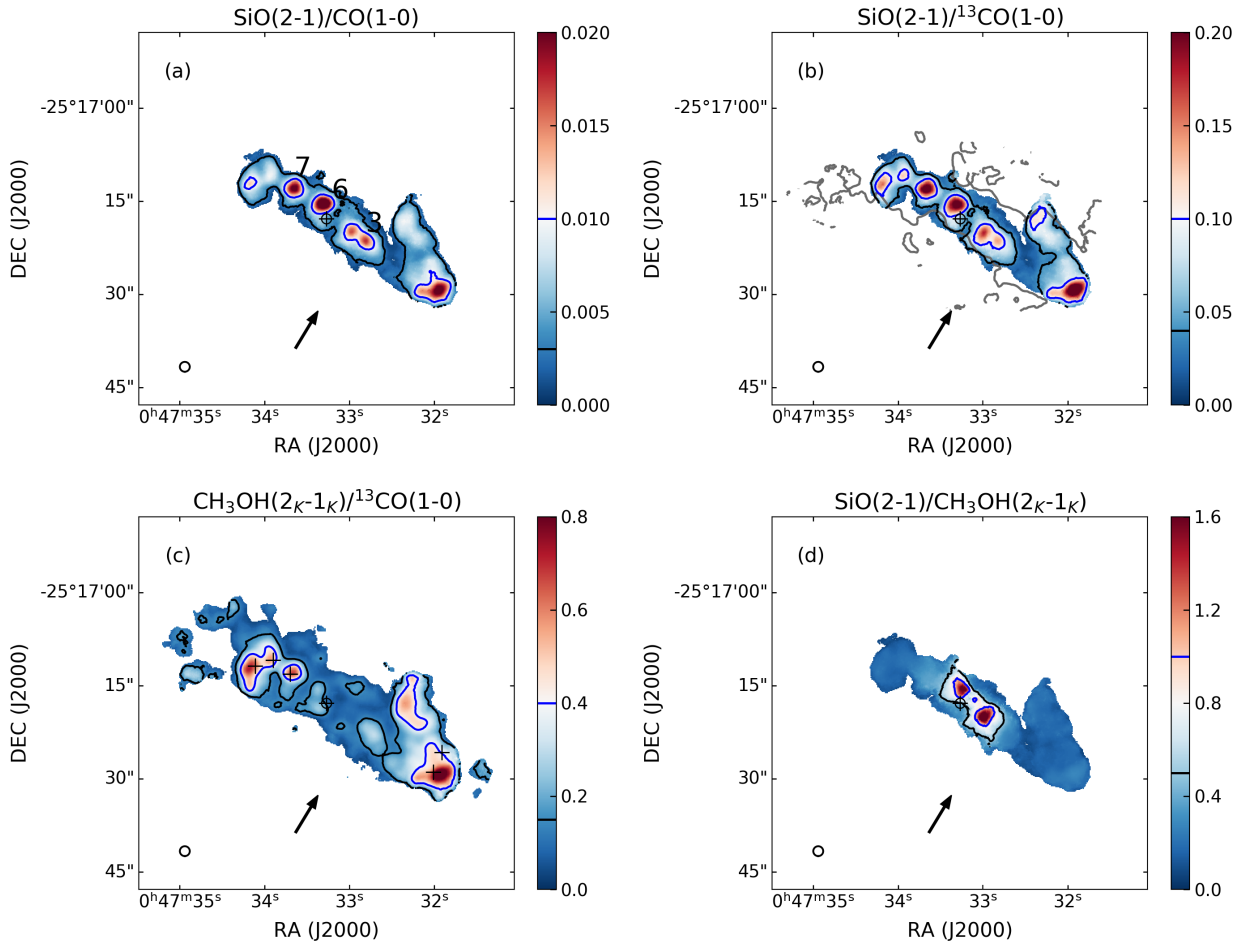 SiO(2-1)/CO(1-0)
(a)
7
6
3
-25°17'00"
15"
30"
45"
0ʰ47ᵐ35ˢ 34ˢ 33ˢ 32ˢ
RA (J2000)
DEC (J2000)
0.020
0.015
0.010
0.005
0.000
SiO(2-1)/¹³CO(1-0)
(b)
-25°17'00"
15"
30"
45"
0ʰ47ᵐ35ˢ 34ˢ 33ˢ 32ˢ
RA (J2000)
DEC (J2000)
0.20
0.15
0.10
0.05
0.00
CH₃OH(2_K-1_K)/¹³CO(1-0)
(c)
-25°17'00"
15"
30"
45"
0ʰ47ᵐ35ˢ 34ˢ 33ˢ 32ˢ
RA (J2000)
DEC (J2000)
0.8
0.6
0.4
0.2
0.0
SiO(2-1)/CH₃OH(2_K-1_K)
(d)
-25°17'00"
15"
30"
45"
0ʰ47ᵐ35ˢ 34ˢ 33ˢ 32ˢ
RA (J2000)
DEC (J2000)
1.6
1.2
0.8
0.4
0.0